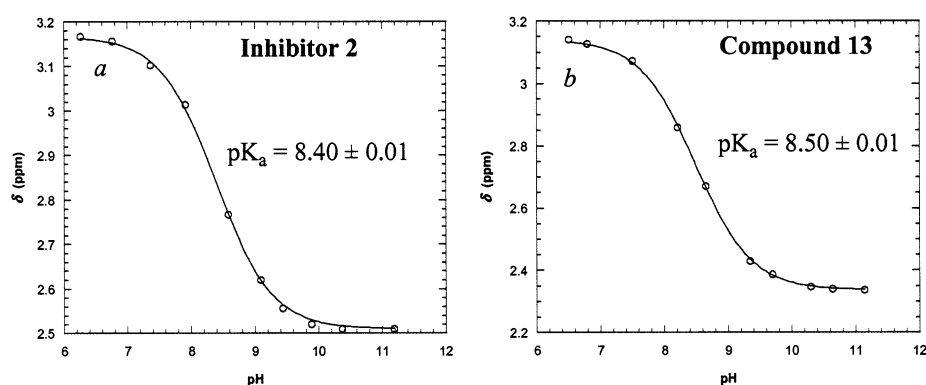 Inhibitor 2
a
pKa = 8.40 ± 0.01
δ (ppm)
3.2
3.1
3
2.9
2.8
2.7
2.6
2.5
6 7 8 9 10 11 12
pH
Compound 13
b
pKa = 8.50 ± 0.01
δ (ppm)
3.2
3.0
2.8
2.6
2.4
2.2
6 7 8 9 10 11 12
pH